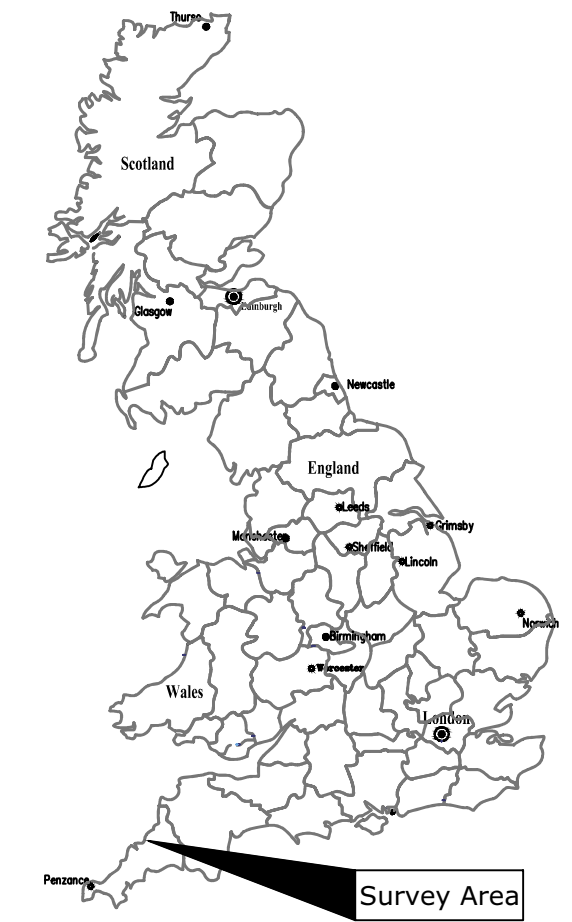 Thurso
Scotland
Edinburgh
Glasgow
Newcastle
England
Leeds
Grimsby
Manchester
Sheffield
Lincoln
Norwich
Birmingham
Worcester
Wales
London
Penzance
Survey Area